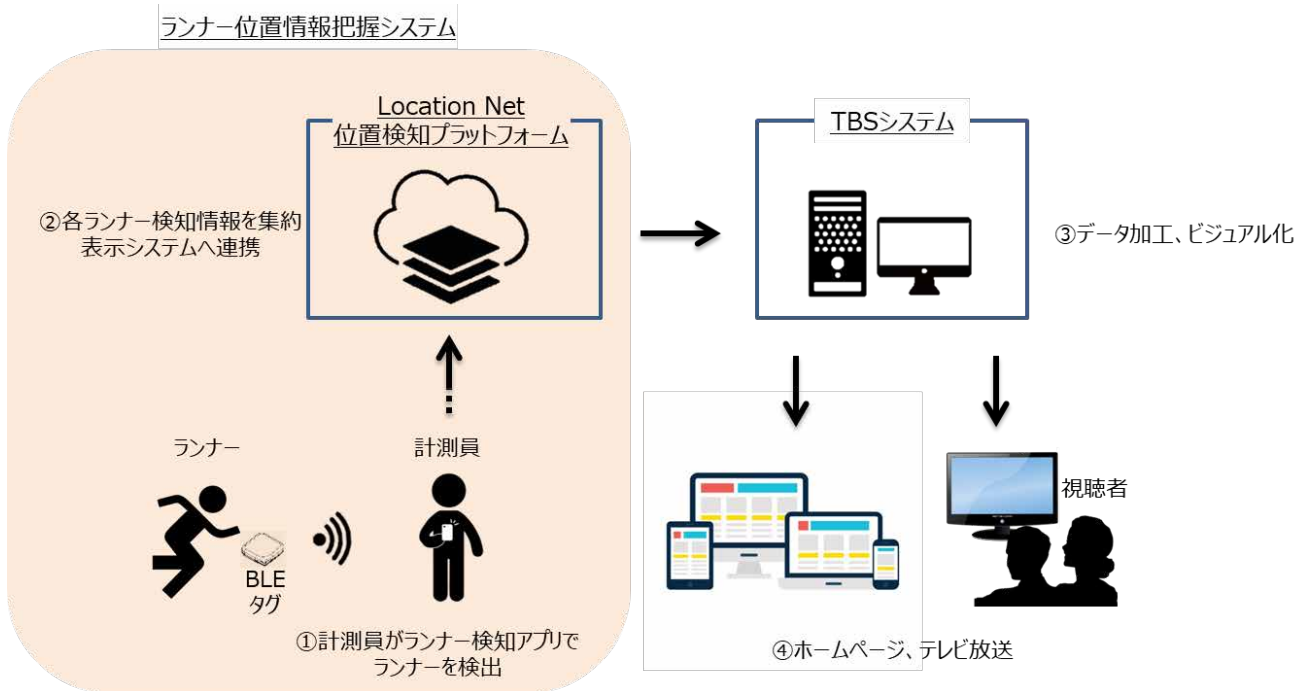 ランナー位置情報把握システム
Location Net
位置検知プラットフォーム
TBSシステム
②各ランナー検知情報を集約
表示システムへ連携
③データ加工、ビジュアル化
ランナー
計測員
BLE
タグ
視聴者
①計測員がランナー検知アプリで
ランナーを検出
④ホームページ、テレビ放送